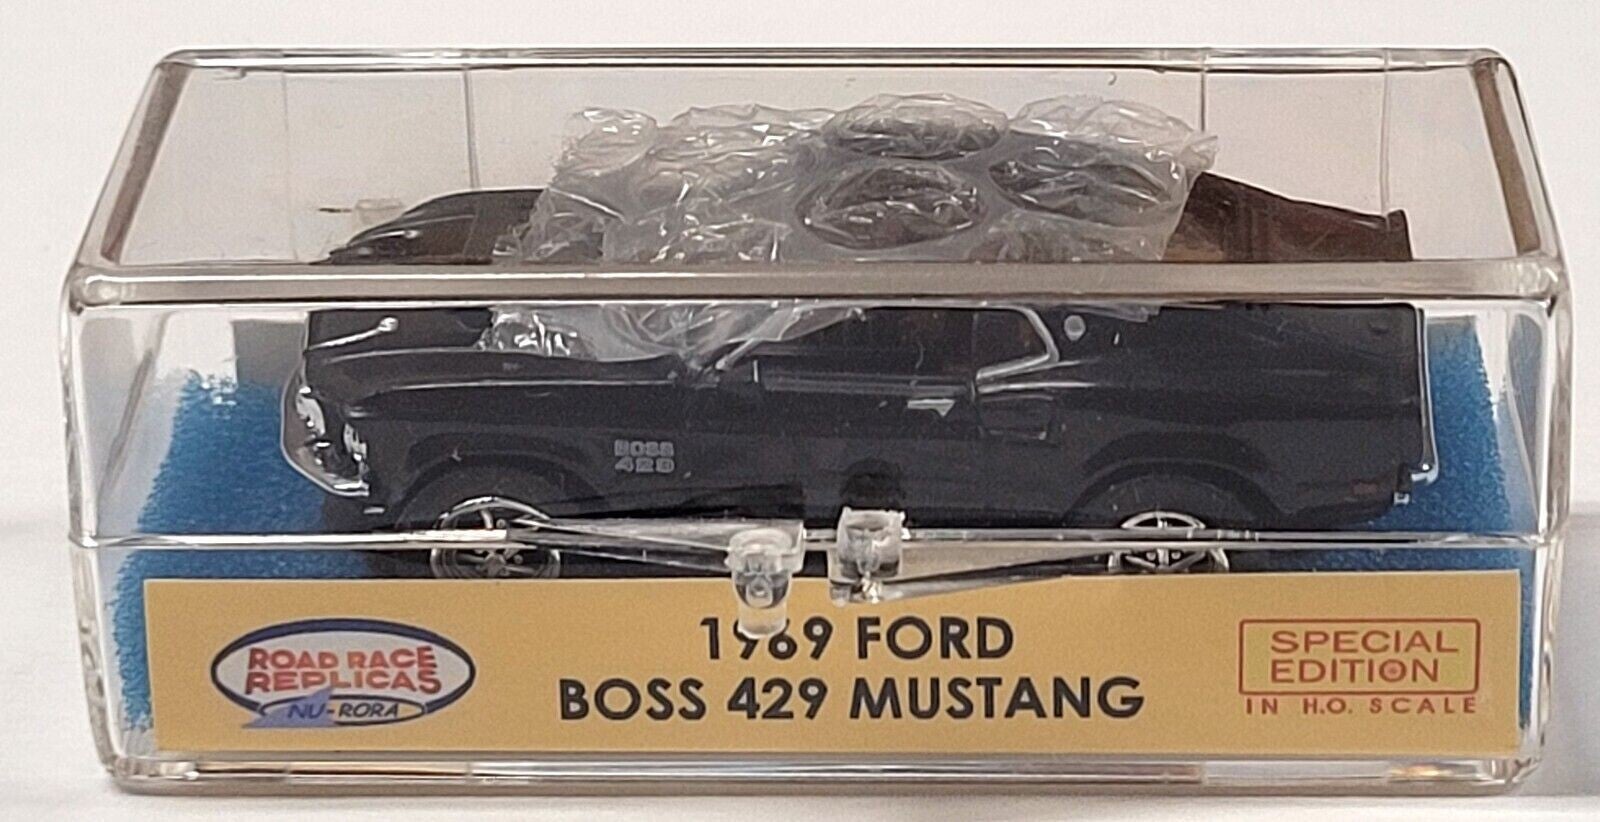 BOSS
429
ROAD RACE
REPLICAS
NU-RORA
1969 FORD
BOSS 429 MUSTANG
SPECIAL
EDITION
IN H.O. SCALE